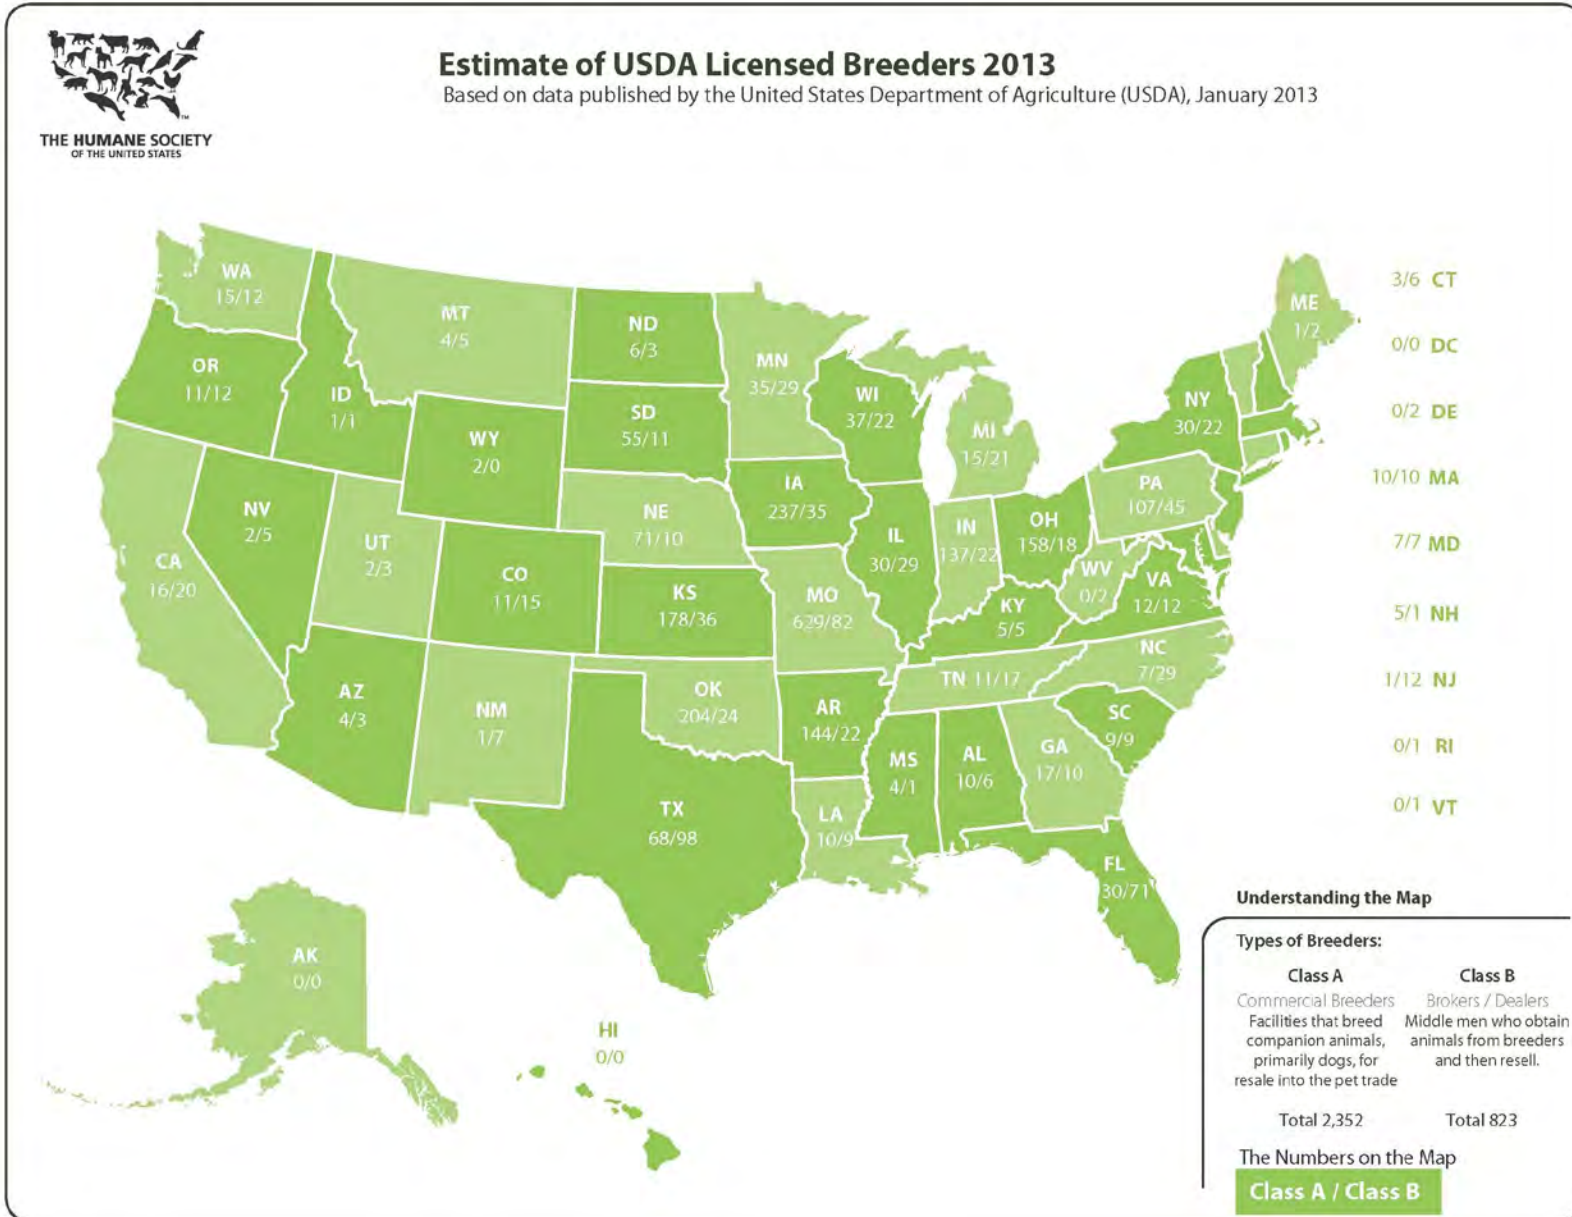 THE HUMANE SOCIETY
OF THE UNITED STATES
Estimate of USDA Licensed Breeders 2013
Based on data published by the United States Department of Agriculture (USDA), January 2013
WA
15/12
MT
4/5
ND
6/3
MN
35/29
ME
1/2
OR
11/12
ID
1/1
WY
2/0
SD
55/11
WI
37/22
MI
15/21
NY
30/22
NV
2/5
UT
2/3
CA
16/20
CO
11/15
NE
71/10
IA
237/35
IL
30/29
IN
137/22
OH
158/18
PA
107/45
KS
178/36
MO
629/82
KY
5/5
WV
0/2
VA
12/12
AZ
4/3
NM
1/7
OK
204/24
AR
144/22
TN 11/17
NC
7/29
SC
9/9
TX
68/98
LA
10/9
MS
4/1
AL
10/6
GA
17/10
FL
30/71
AK
0/0
HI
0/0
3/6 CT
0/0 DC
0/2 DE
10/10 MA
7/7 MD
5/1 NH
1/12 NJ
0/1 RI
0/1 VT
Understanding the Map
Types of Breeders:
Class A
Commercial Breeders
Facilities that breed
companion animals,
primarily dogs, for
resale into the pet trade
Total 2,352
Class B
Brokers / Dealers
Middle men who obtain
animals from breeders
and then resell.
Total 823
The Numbers on the Map
Class A / Class B